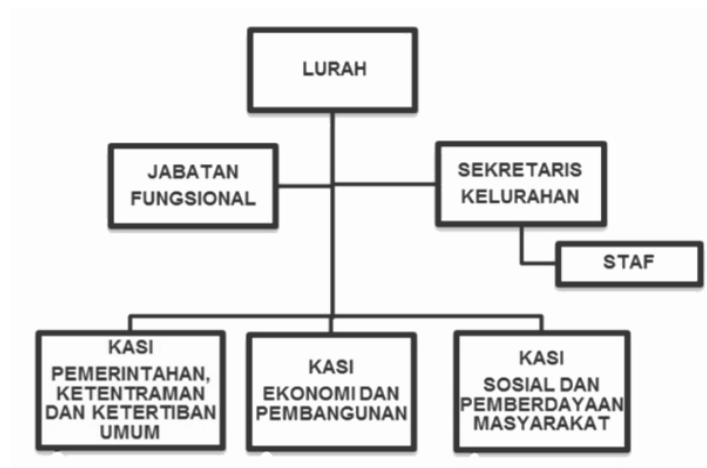 LURAH
JABATAN
FUNGSIONAL
SEKRETARIS
KELURAHAN
STAF
KASI
PEMERINTAHAN,
KETENTRAMAN
DAN KETERTIBAN
UMUM
KASI
EKONOMI DAN
PEMBANGUNAN
KASI
SOSIAL DAN
PEMBERDAYAAN
MASYARAKAT